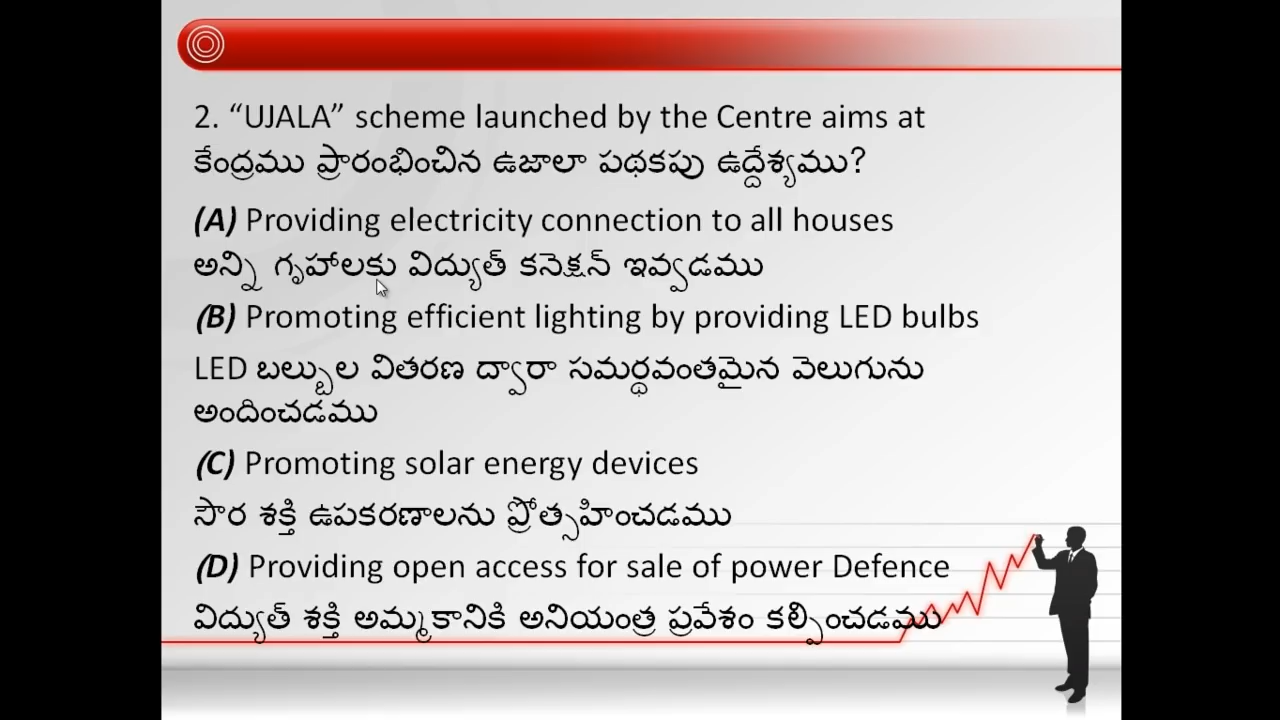 2. “UJALA” scheme launched by the Centre aims at
కేంద్రము ప్రారంభించిన ఉజాలా పథకపు ఉద్దేశ్యము?
(A) Providing electricity connection to all houses
అన్ని గృహాలకు విద్యుత్ కనెక్షన్ ఇవ్వడము
(B) Promoting efficient lighting by providing LED bulbs
LED బల్బుల వితరణ ద్వారా సమర్థవంతమైన వెలుగును
అందించడము
(C) Promoting solar energy devices
సౌర శక్తి ఉపకరణాలను ప్రోత్సహించడము
(D) Providing open access for sale of power Defence
విద్యుత్ శక్తి అమ్మకానికి అనియంత్ర ప్రవేశం కల్పించడము